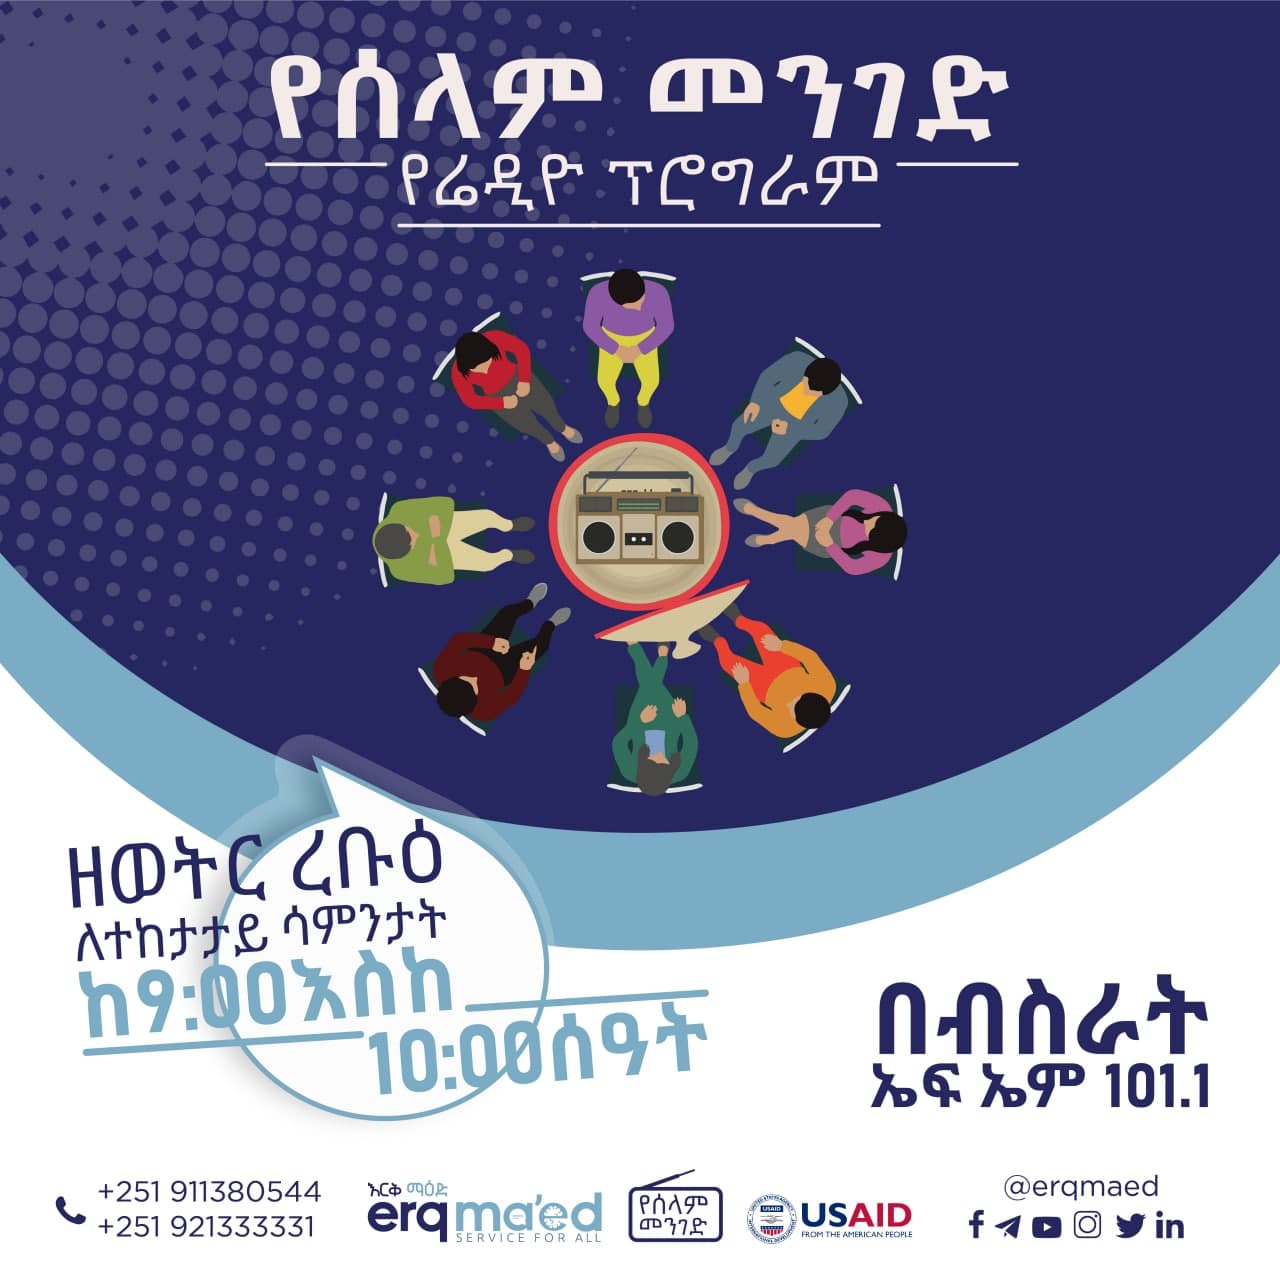 የሰላም መንገድ
የሬዲዮ ፕሮግራም
ዘወትር ረቡዕ
ለተከታታይ ሳምንታት
ከ9:00እስከ
10:00ሰዓት
በብስራት
ኤፍ ኤም 101.1
+251 911380544
+251 921333331
እርቅ ማዕድ
erqma'ed
SERVICE FOR ALL
የሰላም
መንገድ
USAID
USAID
FROM THE AMERICAN PEOPLE
@erqmaed